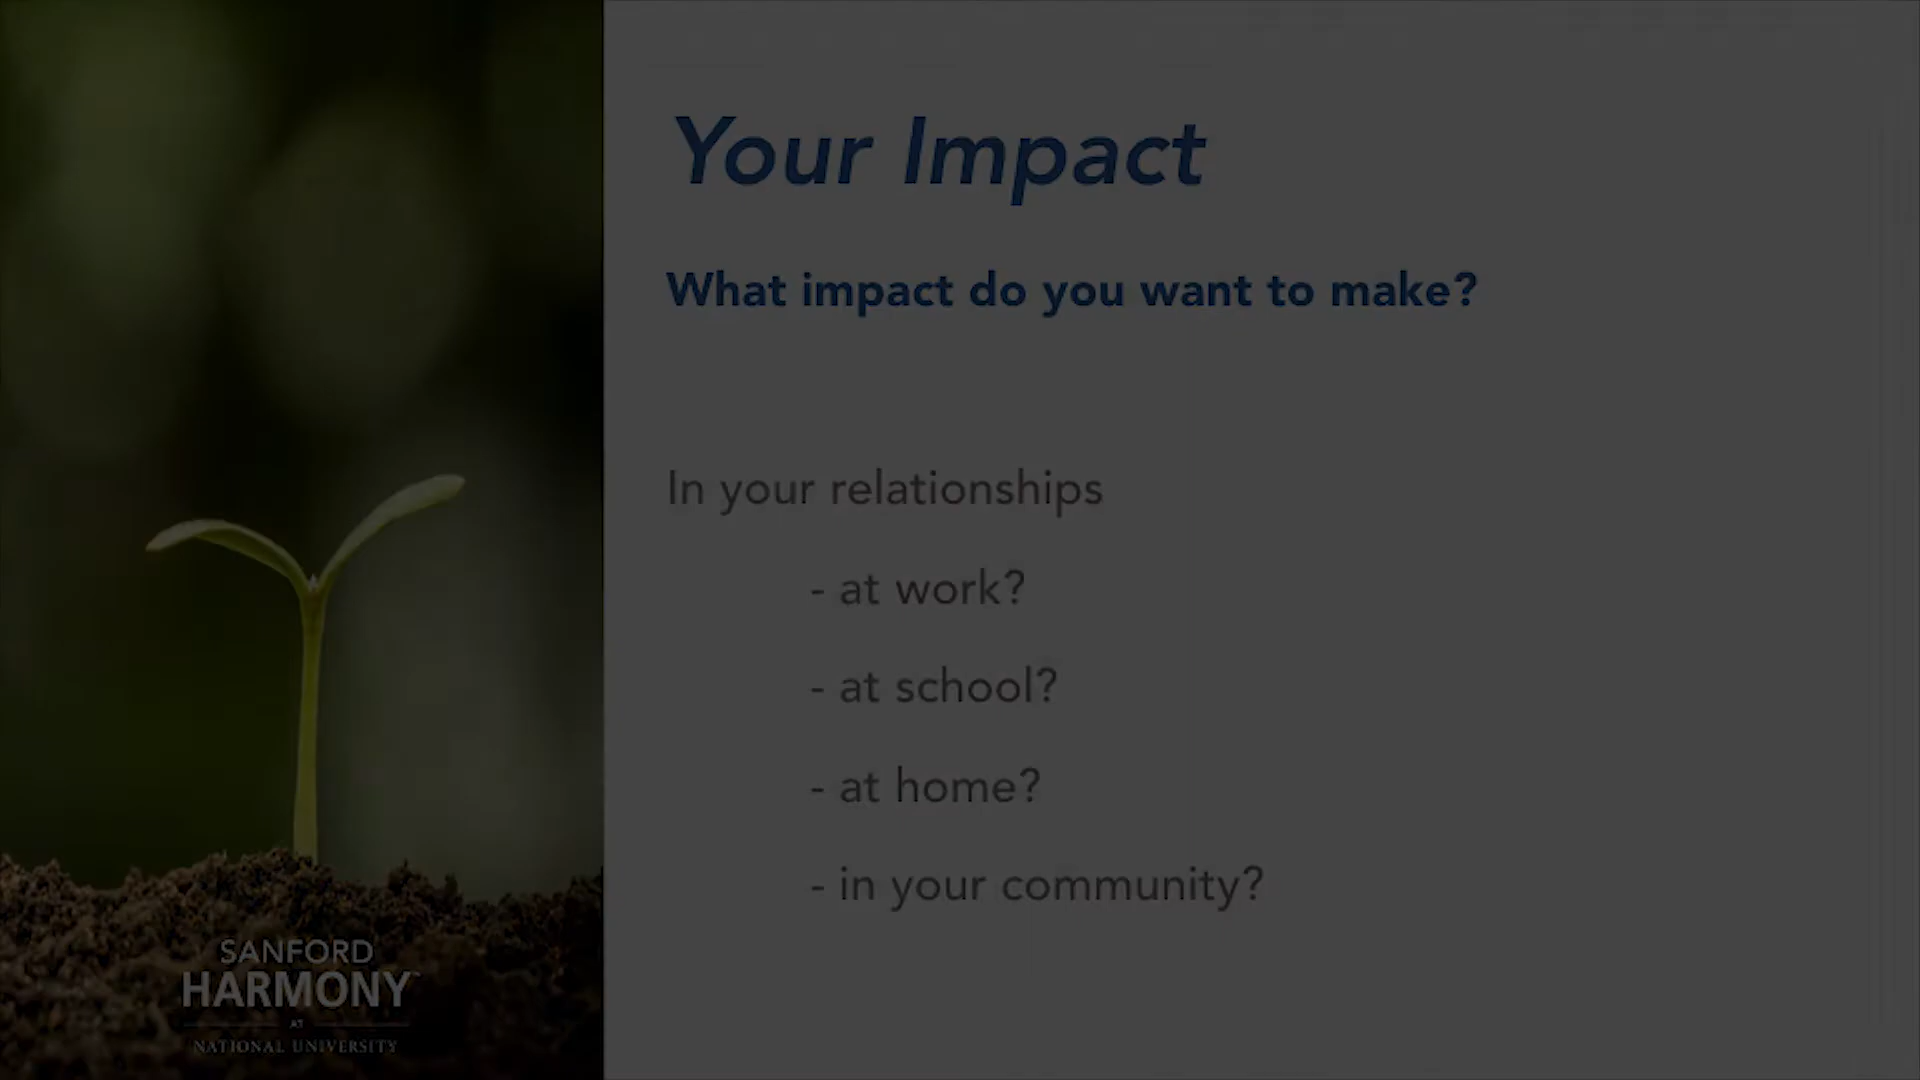 Your Impact
What impact do you want to make?
In your relationships
- at work?
- at school?
- at home?
- in your community?
SANFORD
HARMONY™
AT
NATIONAL UNIVERSITY